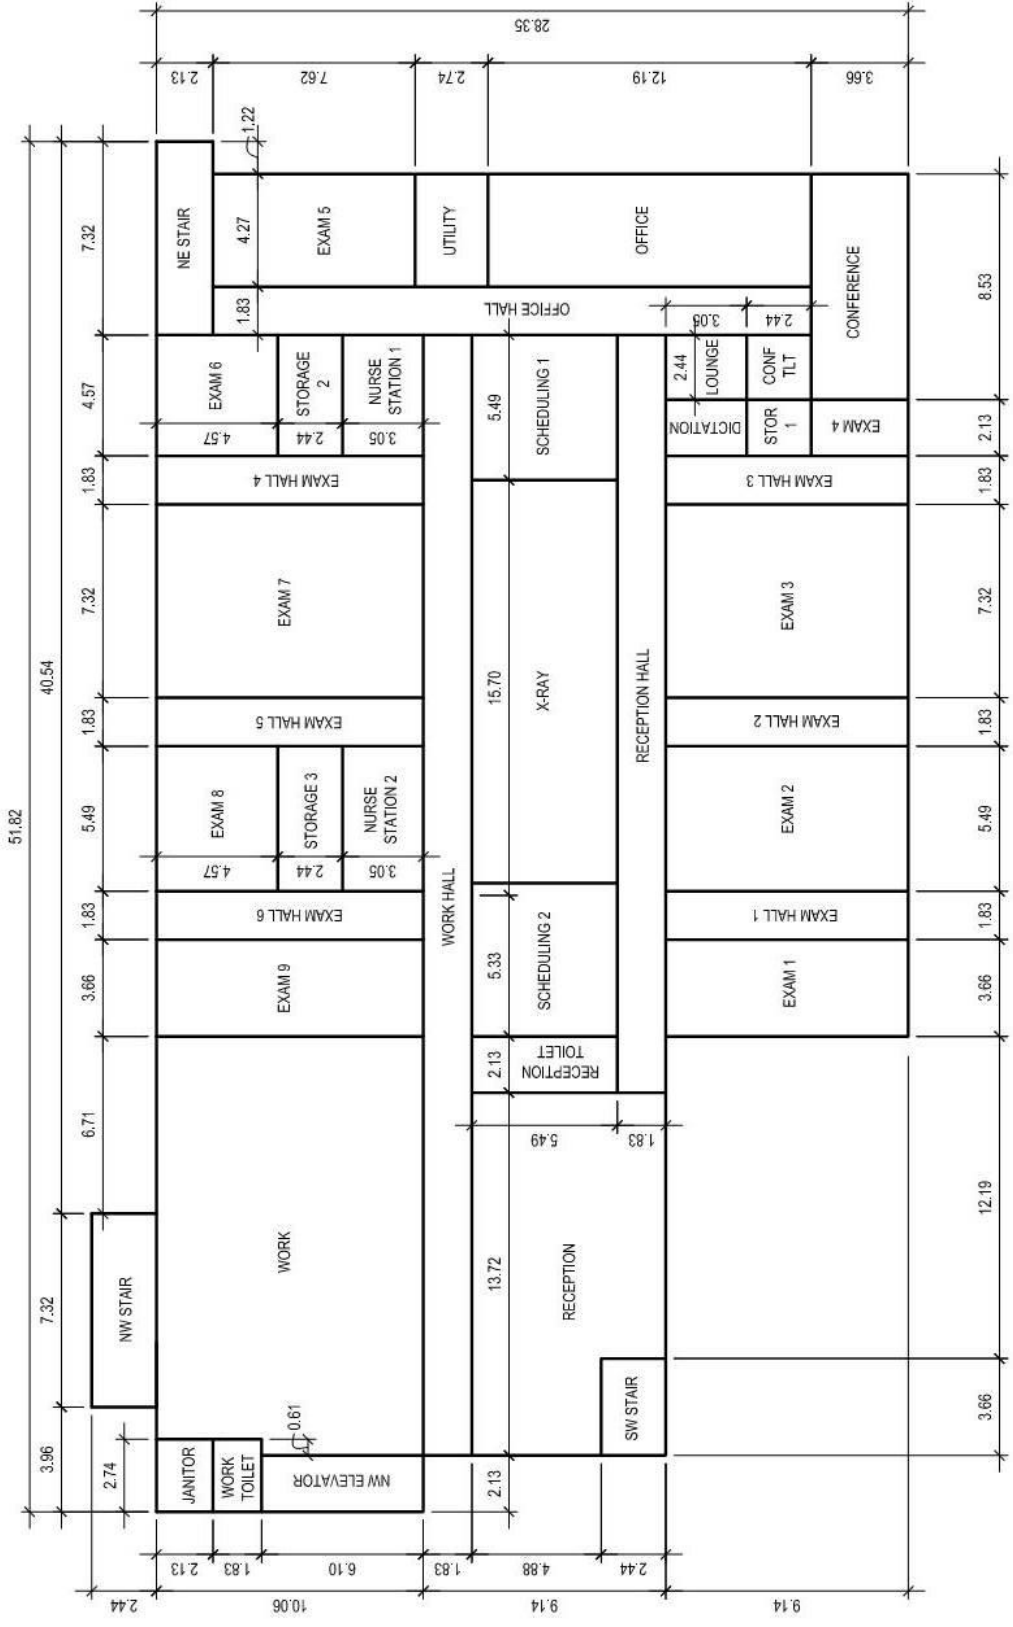 28.35
2.13
7.62
2.74
12.19
3.66
1.22
51.82
40.54
7.32
4.57
1.83
7.32
1.83
5.49
1.83
3.66
6.71
7.32
3.96
2.74
NE STAIR
4.27
EXAM 5
UTILITY
OFFICE
CONFERENCE
8.53
1.83
OFFICE HALL
3.05
2.44
EXAM 6
STORAGE
2
NURSE
STATION 1
4.57
2.44
3.05
5.49
SCHEDULING 1
2.44
LOUNGE
CONF
TLT
DICTATION
STOR
1
EXAM 4
2.13
EXAM HALL 4
EXAM HALL 3
1.83
EXAM 7
15.70
X-RAY
RECEPTION HALL
EXAM 3
7.32
EXAM HALL 5
EXAM HALL 2
1.83
EXAM 8
STORAGE 3
NURSE
STATION 2
4.57
2.44
3.05
EXAM 2
5.49
EXAM HALL 6
WORK HALL
EXAM HALL 1
1.83
EXAM 9
5.33
SCHEDULING 2
EXAM 1
3.66
2.13
RECEPTION
TOILET
5.49
1.83
NW STAIR
WORK
13.72
RECEPTION
12.19
SW STAIR
3.66
JANITOR
WORK
TOILET
0.61
NW ELEVATOR
2.13
2.13
1.83
6.10
1.83
4.88
2.44
2.44
10.06
9.14
9.14